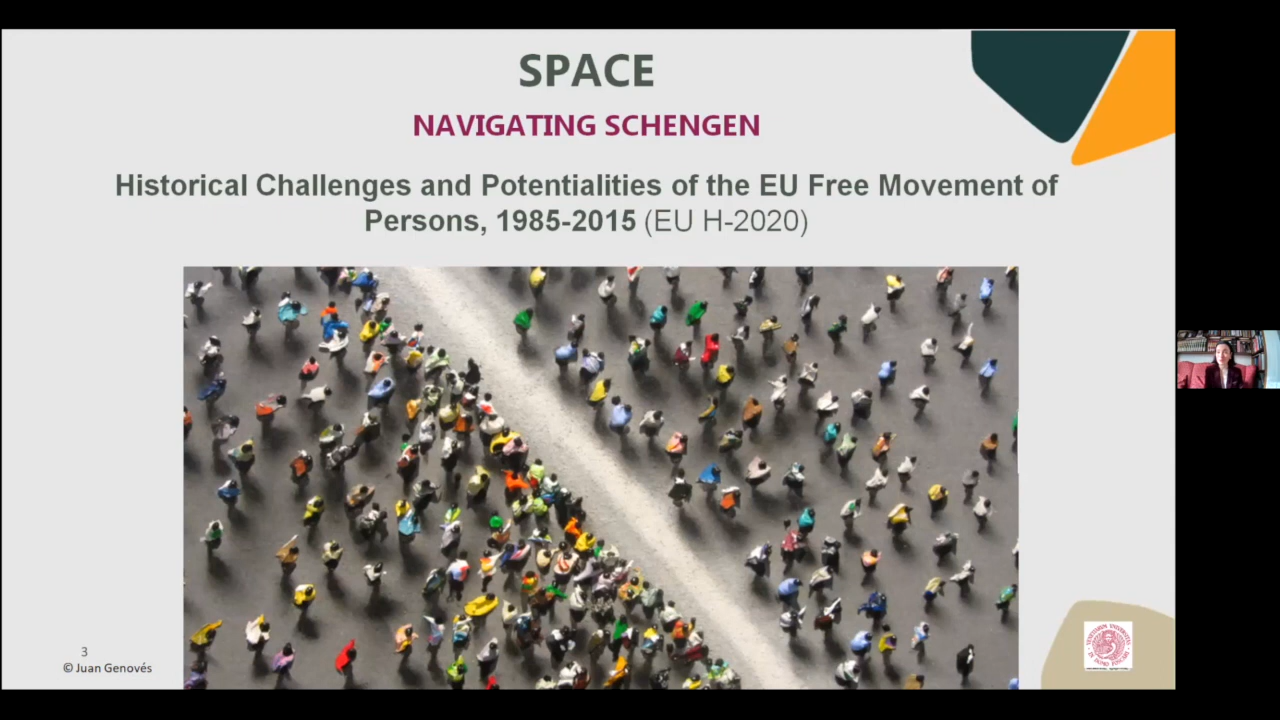 SPACE
NAVIGATING SCHENGEN
Historical Challenges and Potentialities of the EU Free Movement of
Persons, 1985-2015 (EU H-2020)
3
© Juan Genovés